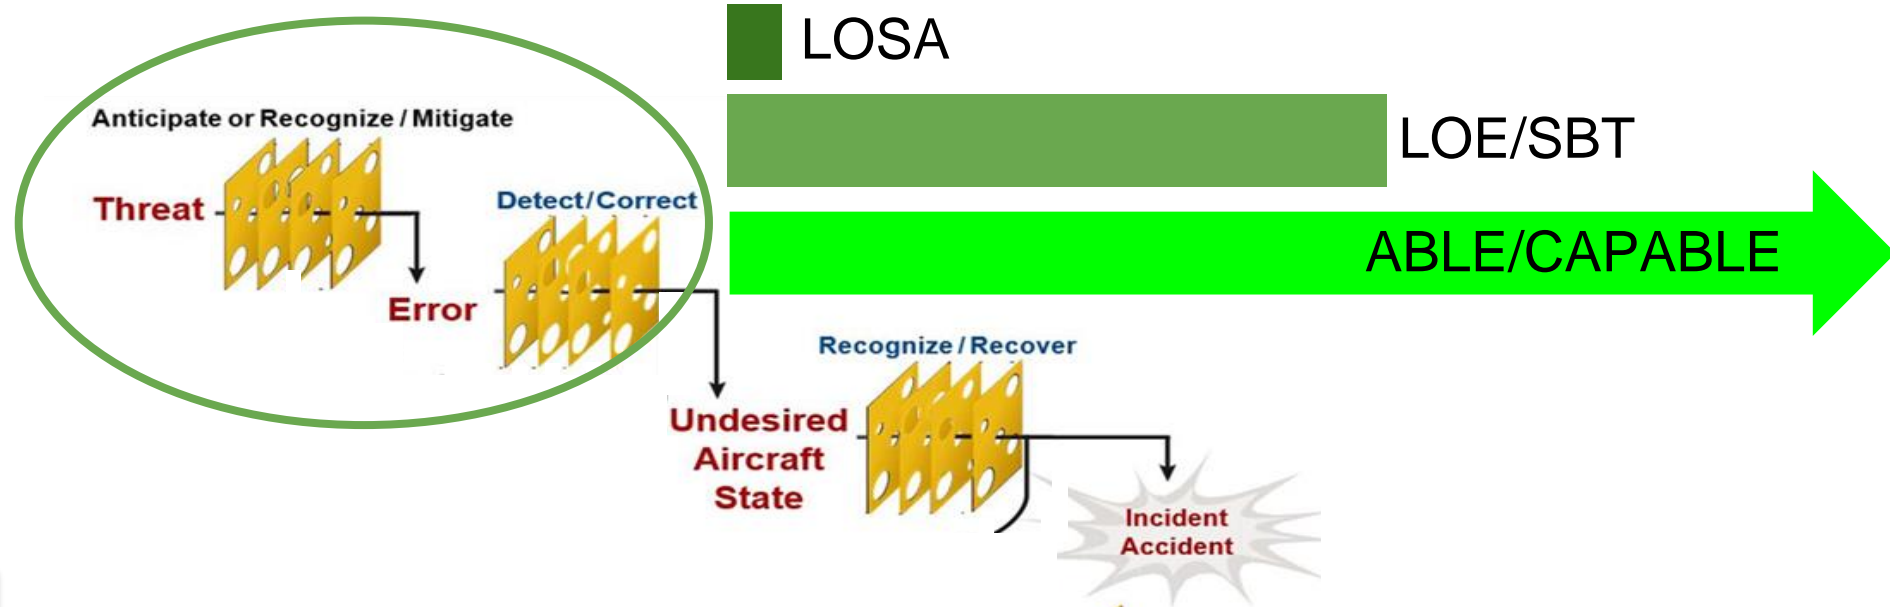 LOSA
LOE/SBT
ABLE/CAPABLE
Anticipate or Recognize / Mitigate
Threat
Detect/Correct
Error
Recognize / Recover
Undesired
Aircraft
State
Incident
Accident